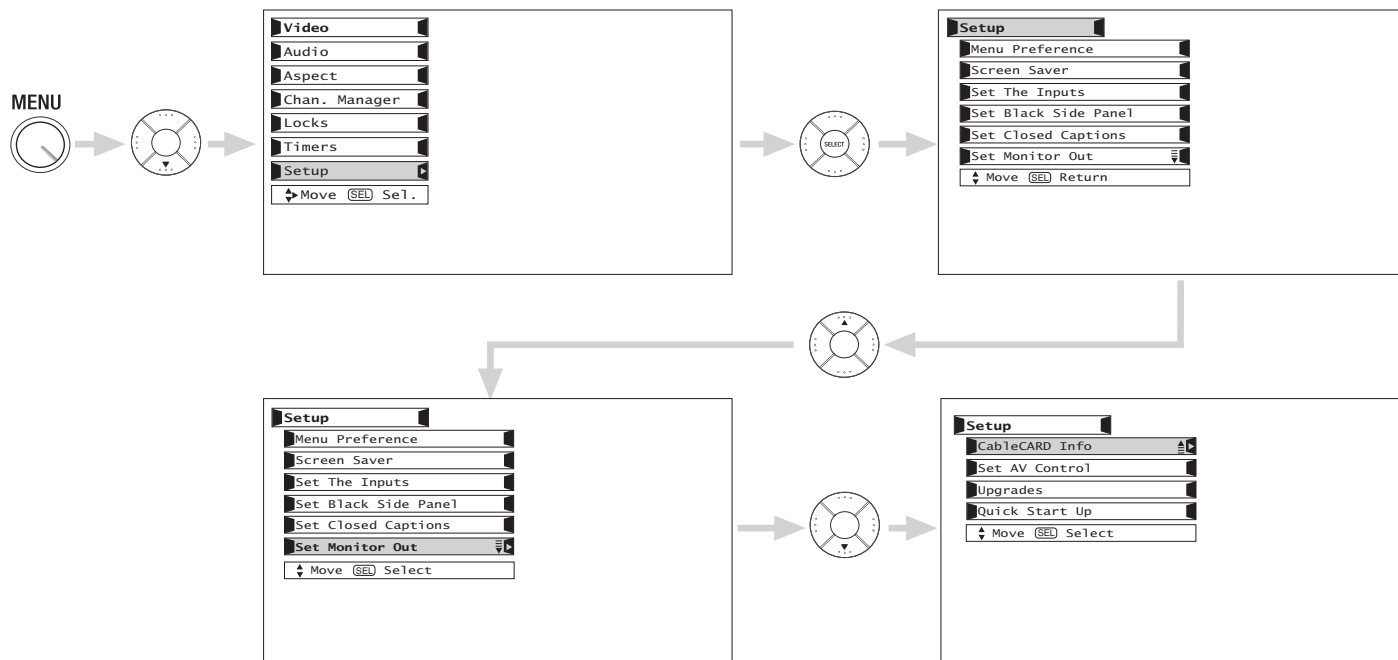 MENU
Video
Audio
Aspect
Chan. Manager
Locks
Timers
Setup
Move SEL Sel.
SELECT
Setup
Menu Preference
Screen Saver
Set The Inputs
Set Black Side Panel
Set Closed Captions
Set Monitor Out
Move SEL Return
Setup
Menu Preference
Screen Saver
Set The Inputs
Set Black Side Panel
Set Closed Captions
Set Monitor Out
Move SEL Select
Setup
CableCARD Info
Set AV Control
Upgrades
Quick Start Up
Move SEL Select